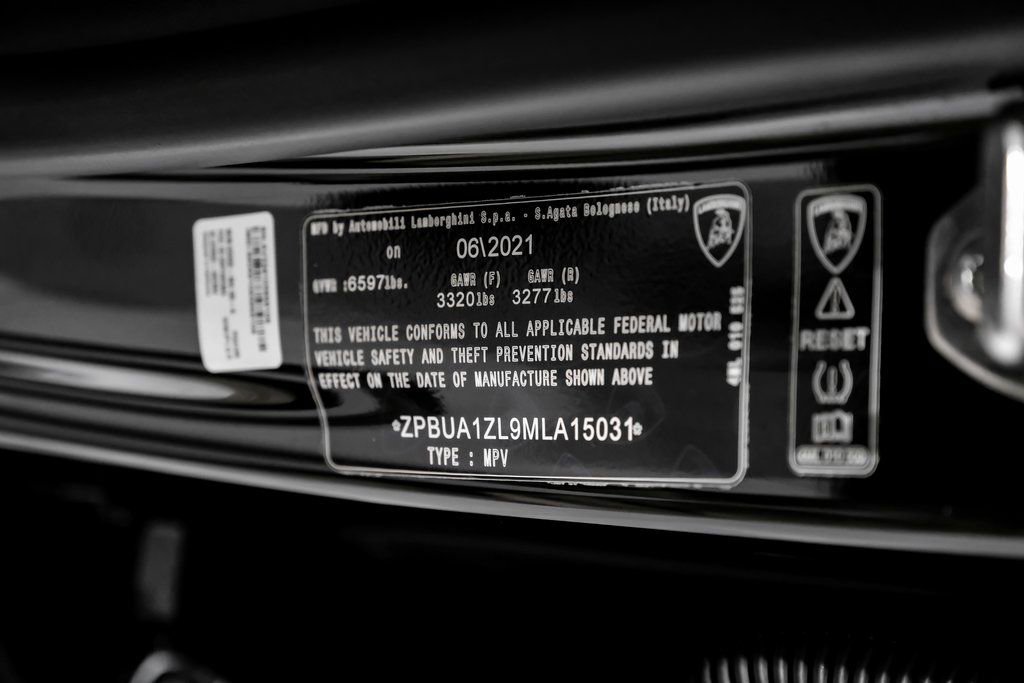 MFD by Automobili Lamborghini S.p.a. - S.Agata Bolognese (Italy)
on 06\2021
GVWR :6597lbs. GAWR (F) GAWR (R)
3320lbs 3277lbs
THIS VEHICLE CONFORMS TO ALL APPLICABLE FEDERAL MOTOR
VEHICLE SAFETY AND THEFT PREVENTION STANDARDS IN
EFFECT ON THE DATE OF MANUFACTURE SHOWN ABOVE
*ZPBUA1ZL9MLA15031*
TYPE : MPV
LAMBORGHINI
RESET